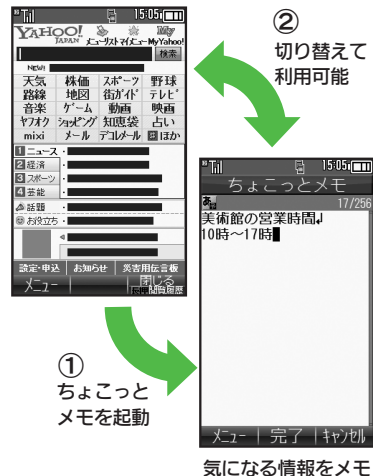 15:05
YAHOO! JAPAN
メニューリスト マイメニュー MyYahoo!
検索
NEW!
天気 株価 スポーツ 野球
路線 地図 街ガイド テレビ
音楽 ゲーム 動画 映画
ヤフオク ショッピング 知恵袋 占い
mixi メール デコレメール ほか
1 ニュース
2 経済
3 スポーツ
4 芸能
話題
お役立ち
設定・申込 お知らせ 災害用伝言板
メニュー 閉じる
長押 閲覧履歴
②
切り替えて
利用可能
①
ちょこっと
メモを起動
15:05
ちょこっとメモ
あ 17/256
美術館の営業時間↲
10時～17時
メニュー 完了 キャンセル
気になる情報をメモ